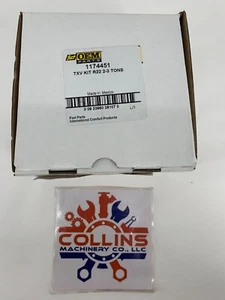 OEM
PARTS
1174451
TXV KIT R22 2-3 TONS
Made in Mexico
Fast Parts
International Comfort Products
COLLINS
MACHINERY CO., LLC